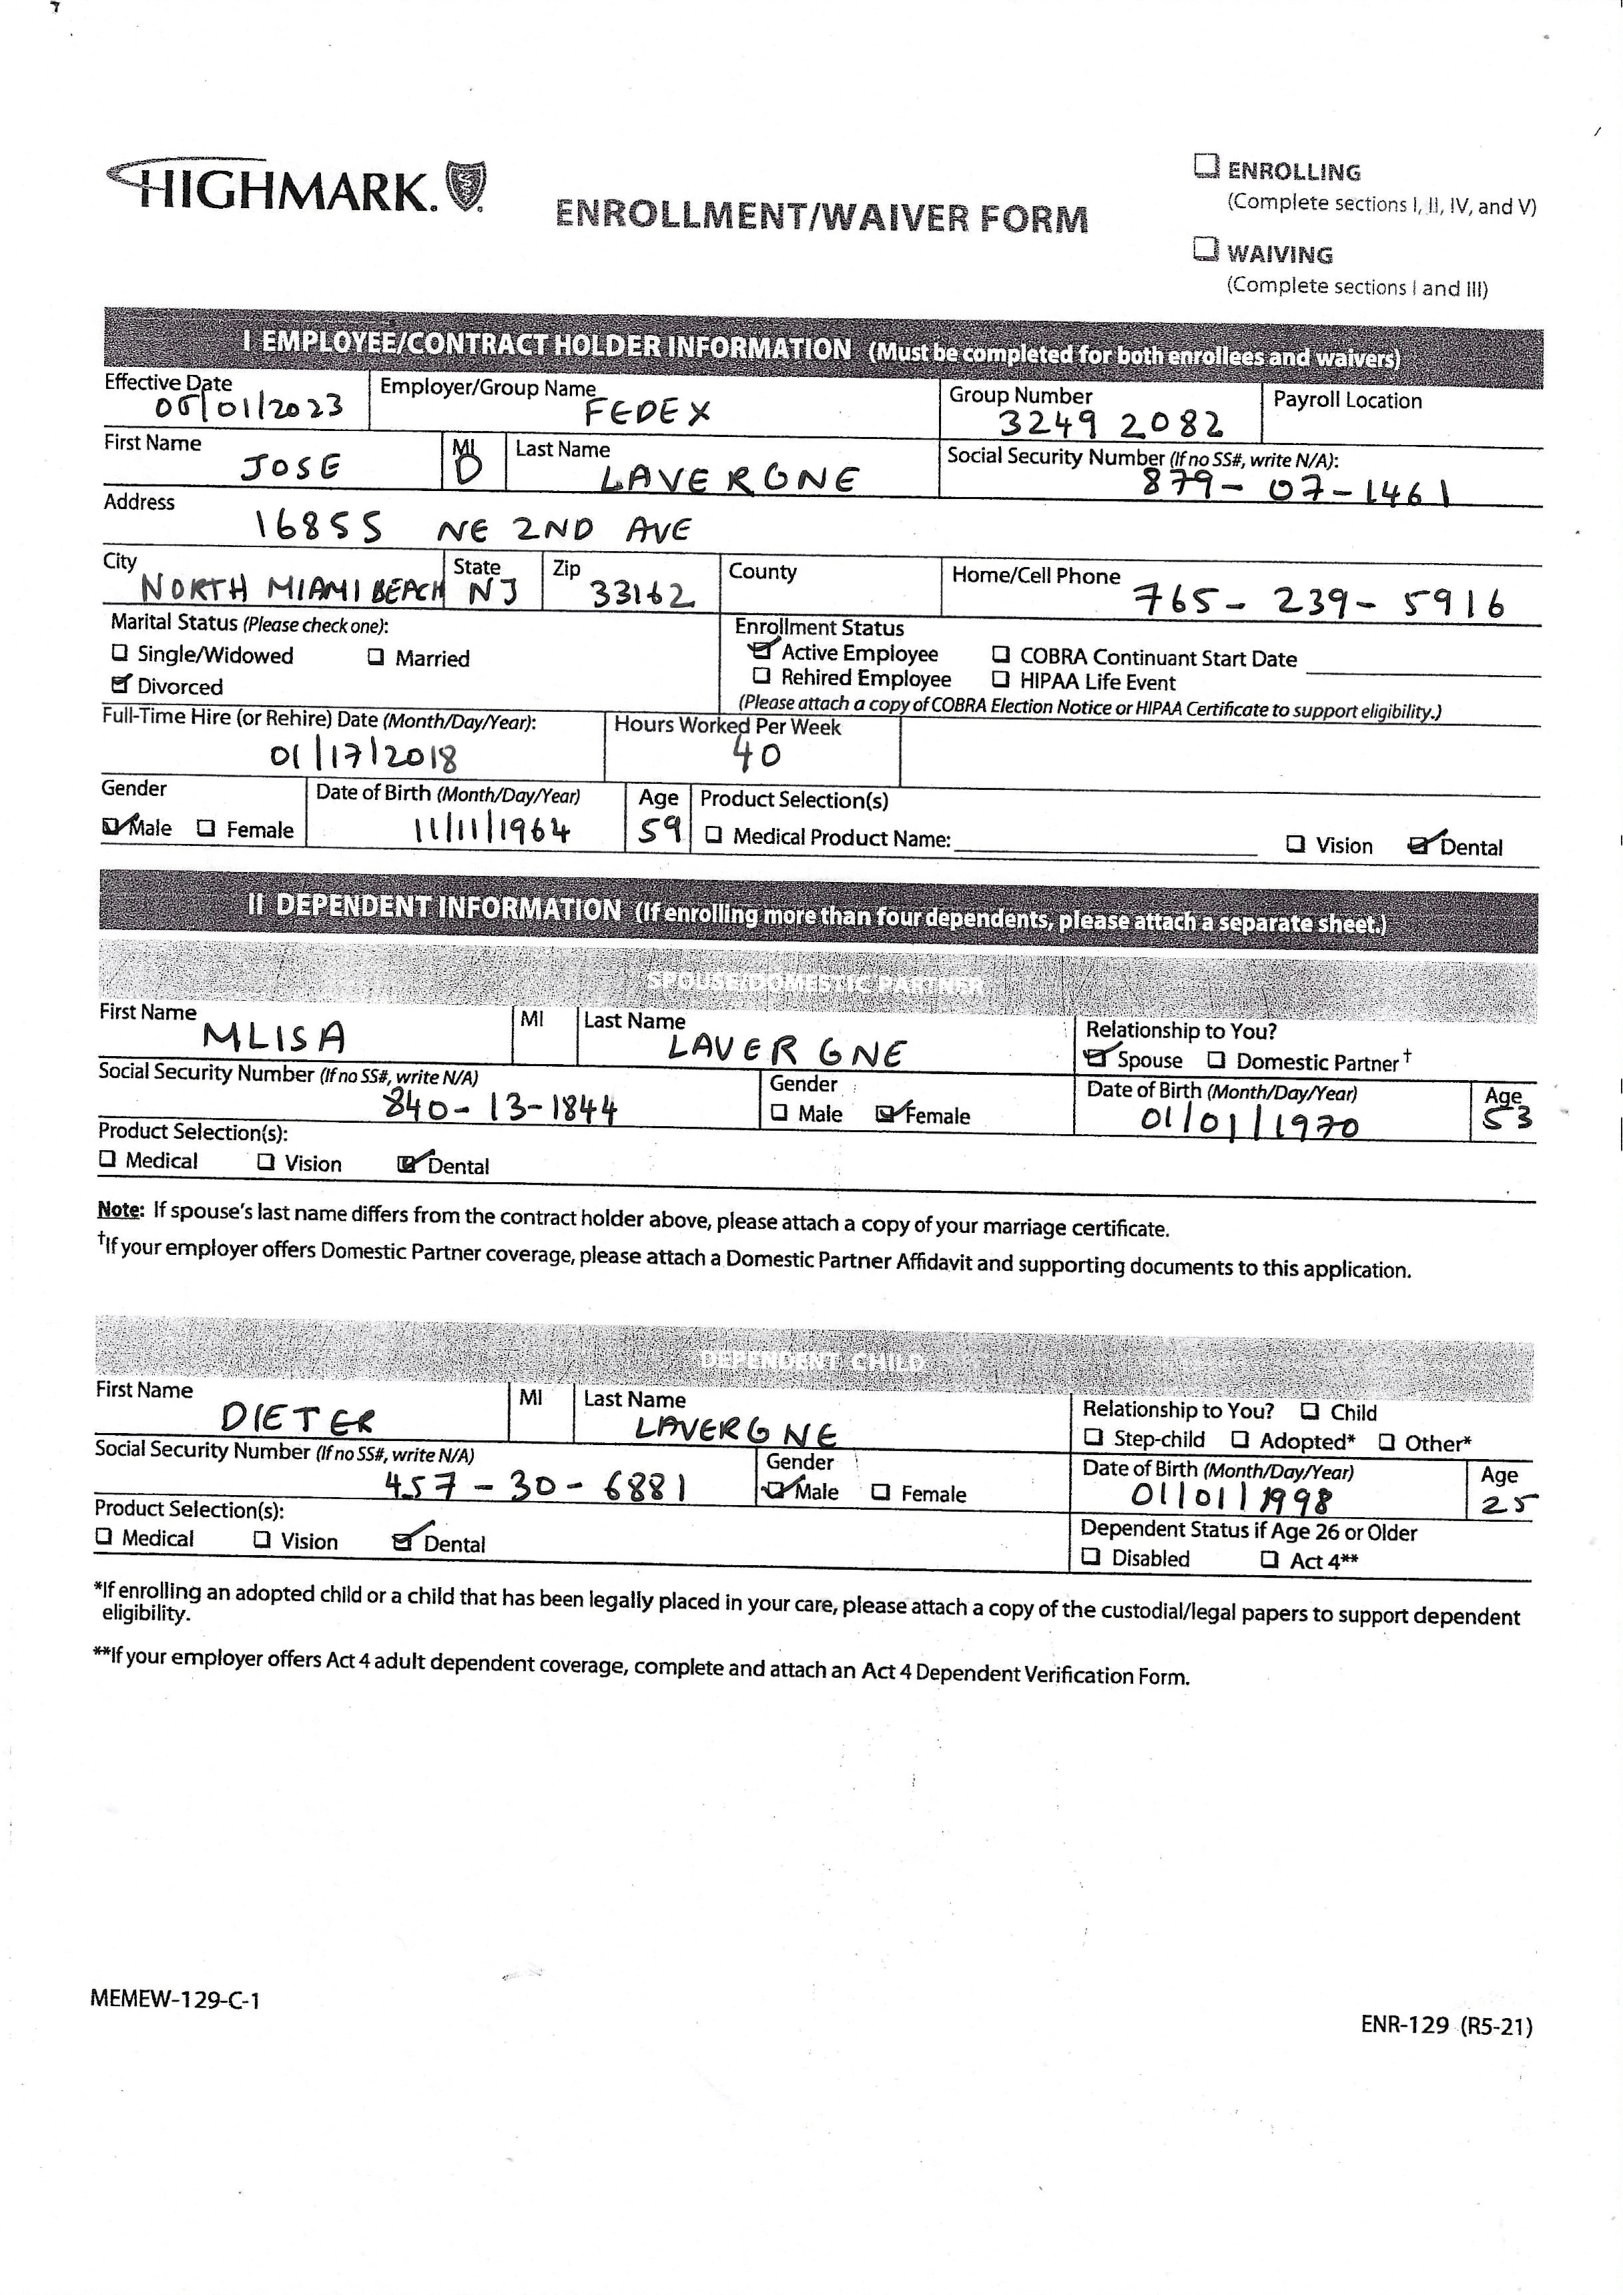 HIGHMARK.
ENROLLMENT/WAIVER FORM
☐ ENROLLING
(Complete sections I, II, IV, and V)
☐ WAIVING
(Complete sections I and III)
I EMPLOYEE/CONTRACT HOLDER INFORMATION (Must be completed for both enrollees and waivers)
Effective Date Employer/Group Name Group Number Payroll Location
05/01/2023 FEDEX 3249 2082
First Name MI Last Name Social Security Number (If no SS#, write N/A):
JOSE D LAVERGNE 879-07-1461
Address
16855 NE 2ND AVE
City State Zip County Home/Cell Phone
NORTH MIAMI BEACH NJ 33162 765-239-5916
Marital Status (Please check one): Enrollment Status
☐ Single/Widowed ☐ Married ☑ Active Employee ☐ COBRA Continuant Start Date
☑ Divorced ☐ Rehired Employee ☐ HIPAA Life Event
(Please attach a copy of COBRA Election Notice or HIPAA Certificate to support eligibility.)
Full-Time Hire (or Rehire) Date (Month/Day/Year): Hours Worked Per Week
01/17/2018 40
Gender Date of Birth (Month/Day/Year) Age Product Selection(s)
☑ Male ☐ Female 11/11/1964 59 ☐ Medical Product Name: ☐ Vision ☑ Dental
II DEPENDENT INFORMATION (If enrolling more than four dependents, please attach a separate sheet.)
SPOUSE/DOMESTIC PARTNER
First Name MI Last Name Relationship to You?
MLISA LAVERGNE ☑ Spouse ☐ Domestic Partner†
Social Security Number (If no SS#, write N/A) Gender Date of Birth (Month/Day/Year) Age
840-13-1844 ☐ Male ☑ Female 01/01/1970 53
Product Selection(s):
☐ Medical ☐ Vision ☑ Dental
Note: If spouse's last name differs from the contract holder above, please attach a copy of your marriage certificate.
†If your employer offers Domestic Partner coverage, please attach a Domestic Partner Affidavit and supporting documents to this application.
DEPENDENT CHILD
First Name MI Last Name Relationship to You? ☐ Child
DIETER LAVERGNE ☐ Step-child ☐ Adopted* ☐ Other*
Social Security Number (If no SS#, write N/A) Gender Date of Birth (Month/Day/Year) Age
457-30-6881 ☑ Male ☐ Female 01/01/1998 25
Product Selection(s): Dependent Status if Age 26 or Older
☐ Medical ☐ Vision ☑ Dental ☐ Disabled ☐ Act 4**
*If enrolling an adopted child or a child that has been legally placed in your care, please attach a copy of the custodial/legal papers to support dependent
eligibility.
**If your employer offers Act 4 adult dependent coverage, complete and attach an Act 4 Dependent Verification Form.
MEMEW-129-C-1
ENR-129 (R5-21)